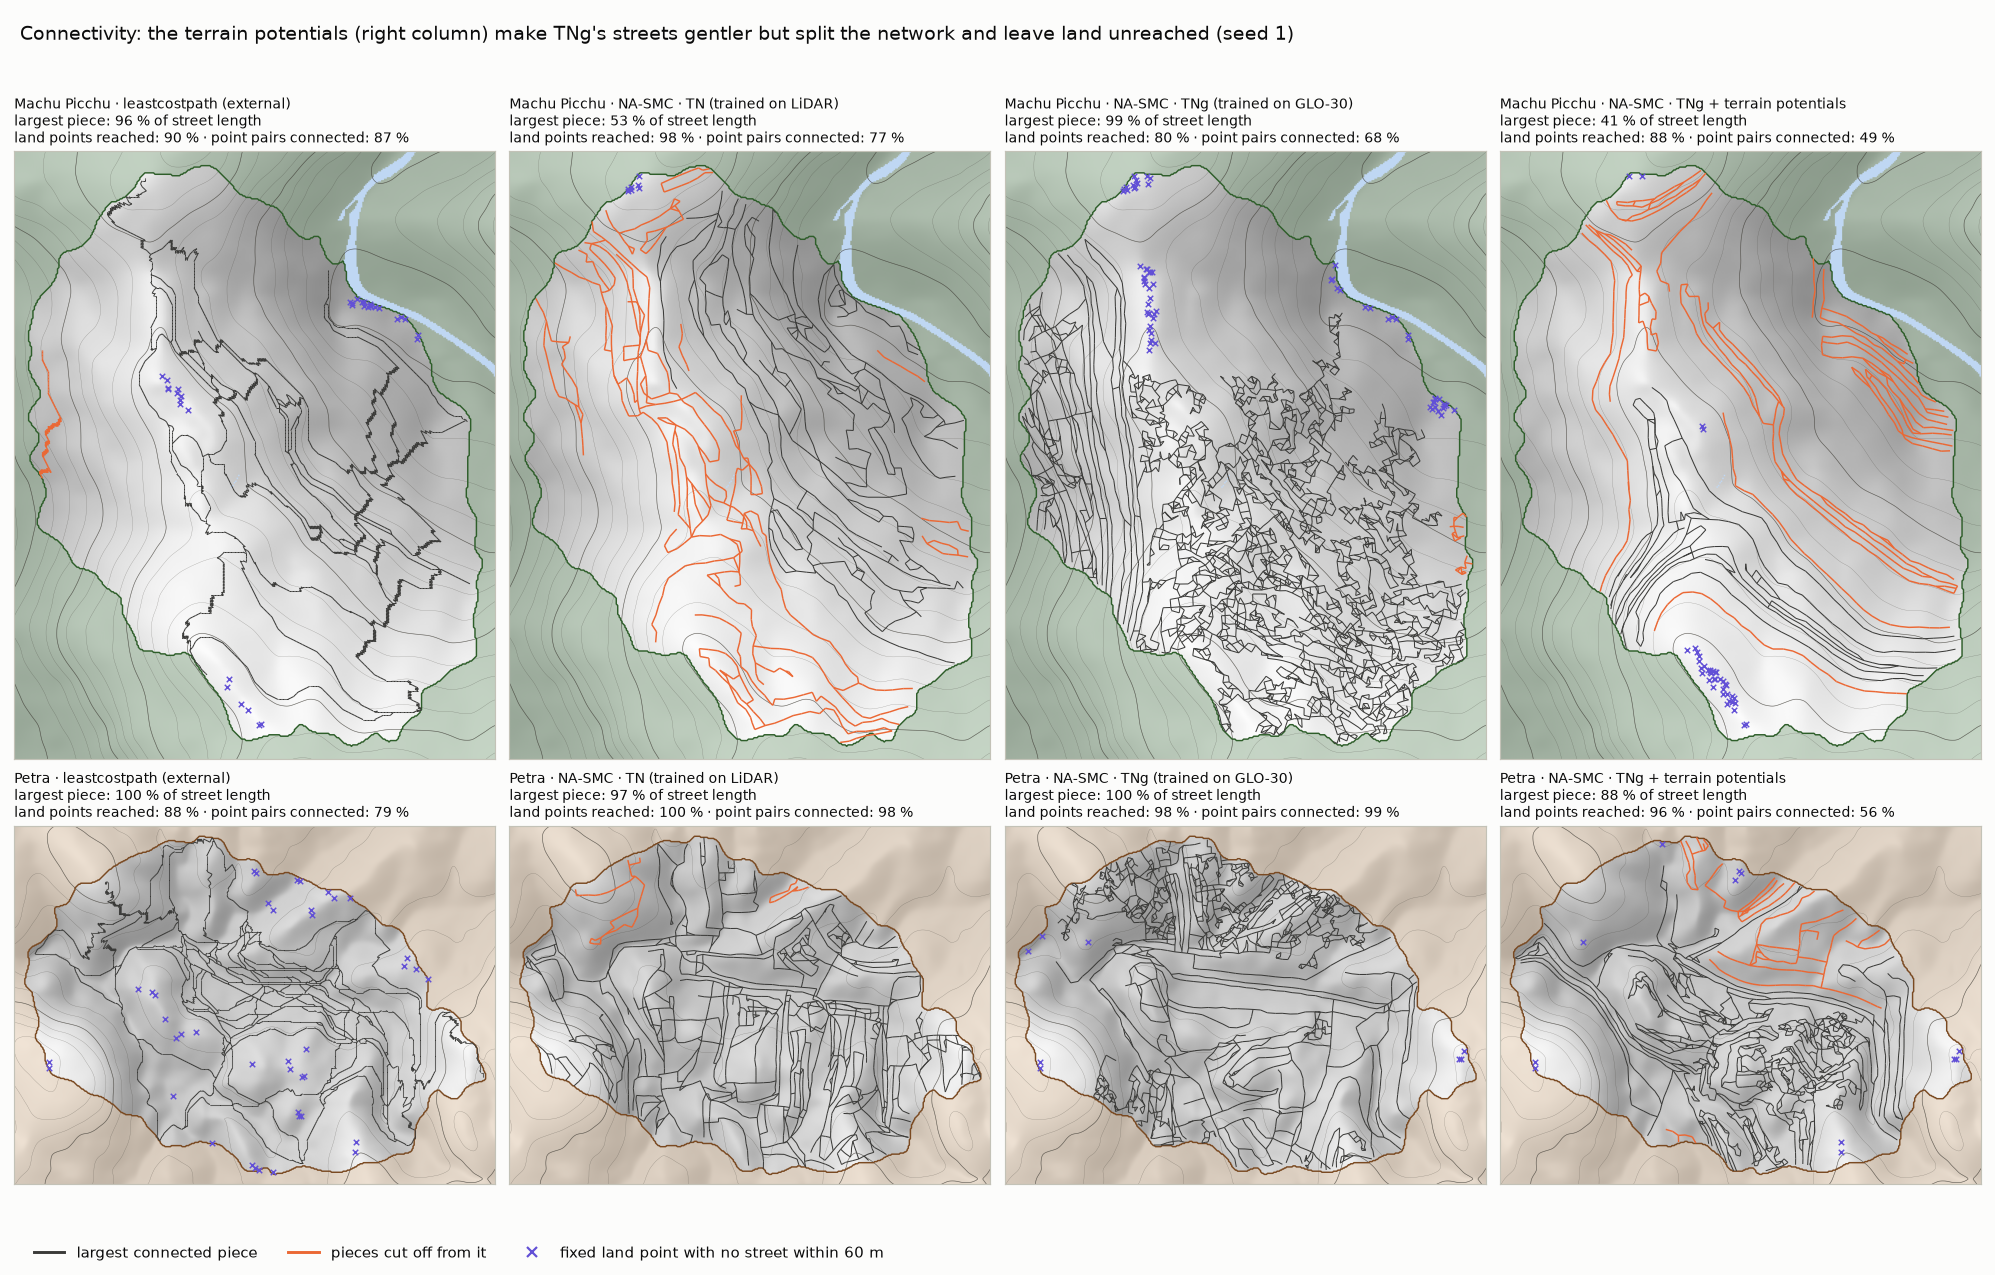 Connectivity: the terrain potentials (right column) make TNg's streets gentler but split the network and leave land unreached (seed 1)
Machu Picchu · leastcostpath (external)
largest piece: 96 % of street length
land points reached: 90 % · point pairs connected: 87 %
Machu Picchu · NA-SMC · TN (trained on LiDAR)
largest piece: 53 % of street length
land points reached: 98 % · point pairs connected: 77 %
Machu Picchu · NA-SMC · TNg (trained on GLO-30)
largest piece: 99 % of street length
land points reached: 80 % · point pairs connected: 68 %
Machu Picchu · NA-SMC · TNg + terrain potentials
largest piece: 41 % of street length
land points reached: 88 % · point pairs connected: 49 %
Petra · leastcostpath (external)
largest piece: 100 % of street length
land points reached: 88 % · point pairs connected: 79 %
Petra · NA-SMC · TN (trained on LiDAR)
largest piece: 97 % of street length
land points reached: 100 % · point pairs connected: 98 %
Petra · NA-SMC · TNg (trained on GLO-30)
largest piece: 100 % of street length
land points reached: 98 % · point pairs connected: 99 %
Petra · NA-SMC · TNg + terrain potentials
largest piece: 88 % of street length
land points reached: 96 % · point pairs connected: 56 %
largest connected piece
pieces cut off from it
fixed land point with no street within 60 m